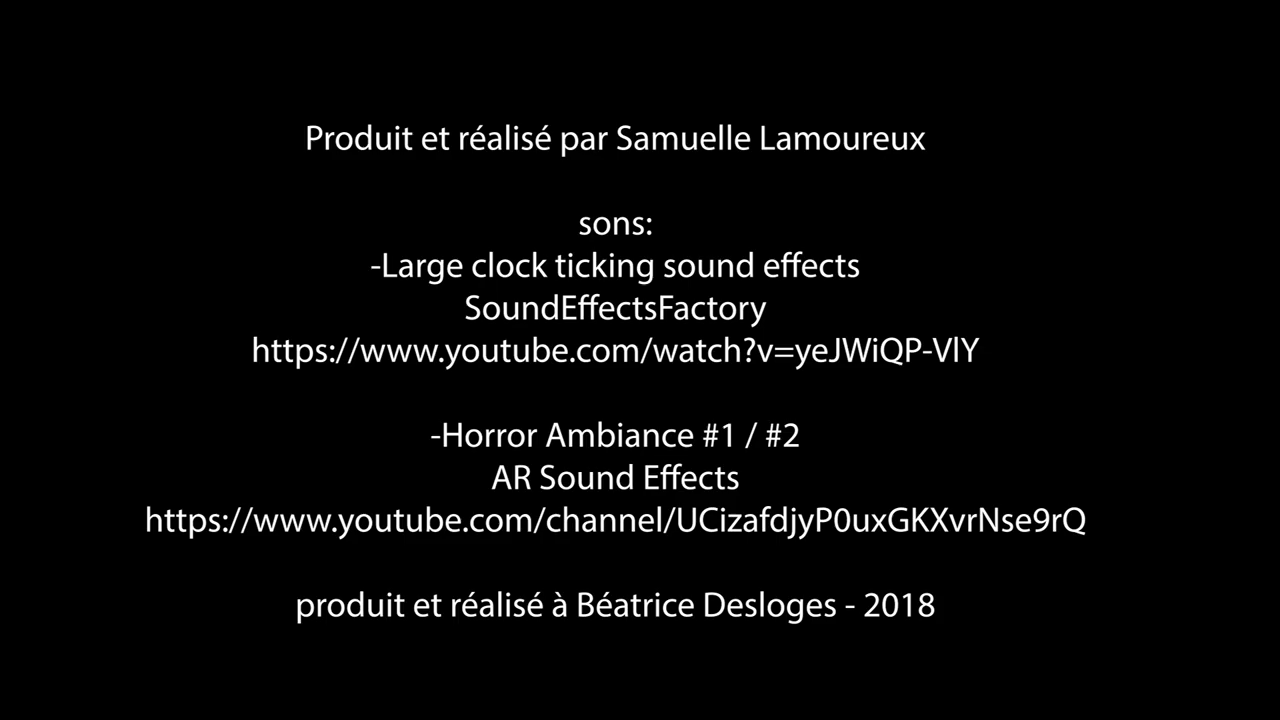 Produit et réalisé par Samuelle Lamoureux
sons:
-Large clock ticking sound effects
SoundEffectsFactory
https://www.youtube.com/watch?v=yeJWiQP-VlY
-Horror Ambiance #1 / #2
AR Sound Effects
https://www.youtube.com/channel/UCizafdjyP0uxGKXvrNse9rQ
produit et réalisé à Béatrice Desloges - 2018